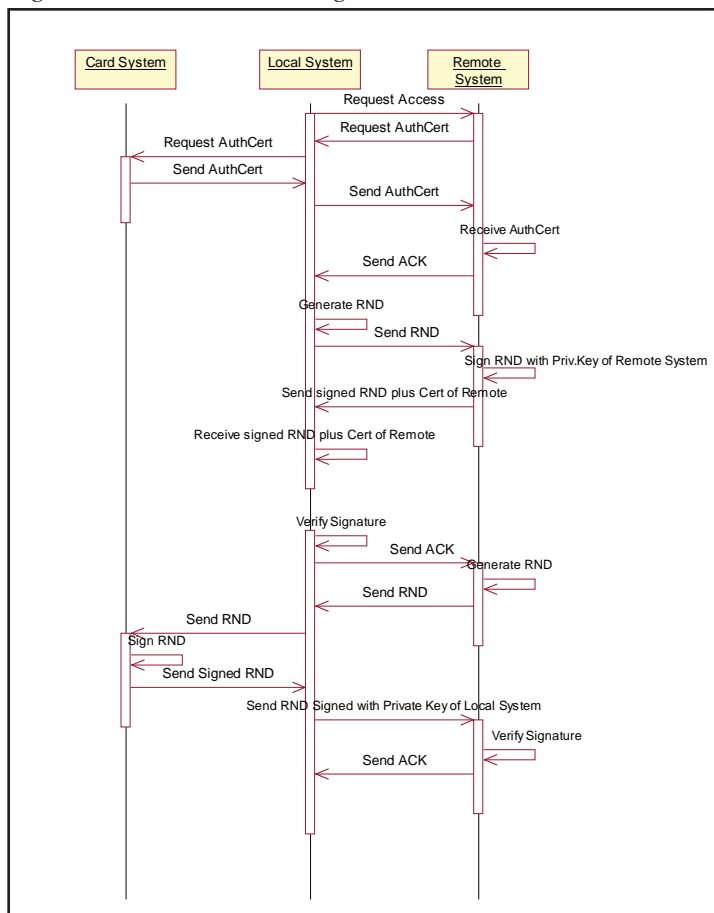 Card System
Local System
Remote
System
Request Access
Request AuthCert
Request AuthCert
Send AuthCert
Send AuthCert
Receive AuthCert
Send ACK
Generate RND
Send RND
Sign RND with Priv.Key of Remote System
Send signed RND plus Cert of Remote
Receive signed RND plus Cert of Remote
Verify Signature
Send ACK
Generate RND
Send RND
Send RND
Sign RND
Send Signed RND
Send RND Signed with Private Key of Local System
Verify Signature
Send ACK